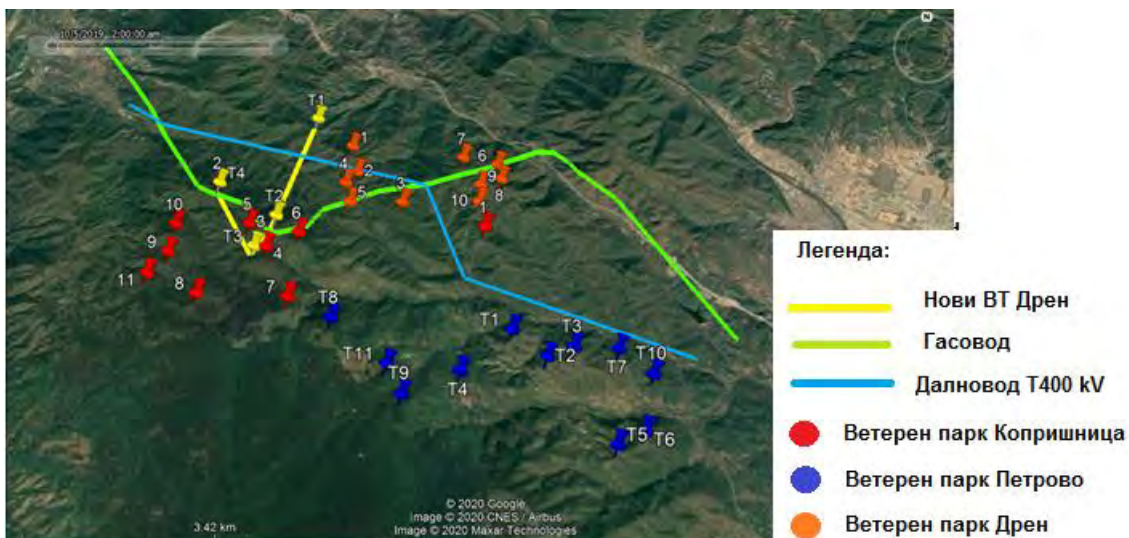 10/5/2019 2:00:00 am
N
T1
1
7
6
2
T4
4
2
9
8
T2
5
3
10
1
10
5
3
6
T3
4
9
11
8
7
T8
T1
T3
T11
T2
T7
T10
T9
T4
T5
T6
Легенда:
Нови ВТ Дрен
Гасовод
Далновод Т400 kV
Ветерен парк Копришница
Ветерен парк Петрово
Ветерен парк Дрен
© 2020 Google
Image © 2020 CNES / Airbus
Image © 2020 Maxar Technologies
3.42 km